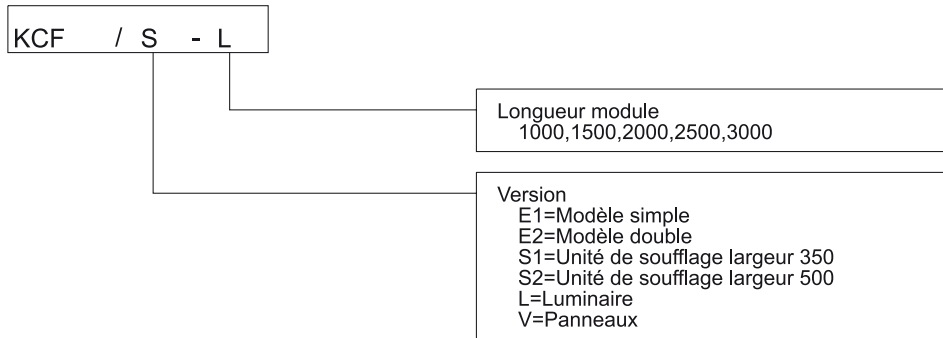 KCF / S - L
Longueur module
1000,1500,2000,2500,3000
Version
E1=Modèle simple
E2=Modèle double
S1=Unité de soufflage largeur 350
S2=Unité de soufflage largeur 500
L=Luminaire
V=Panneaux